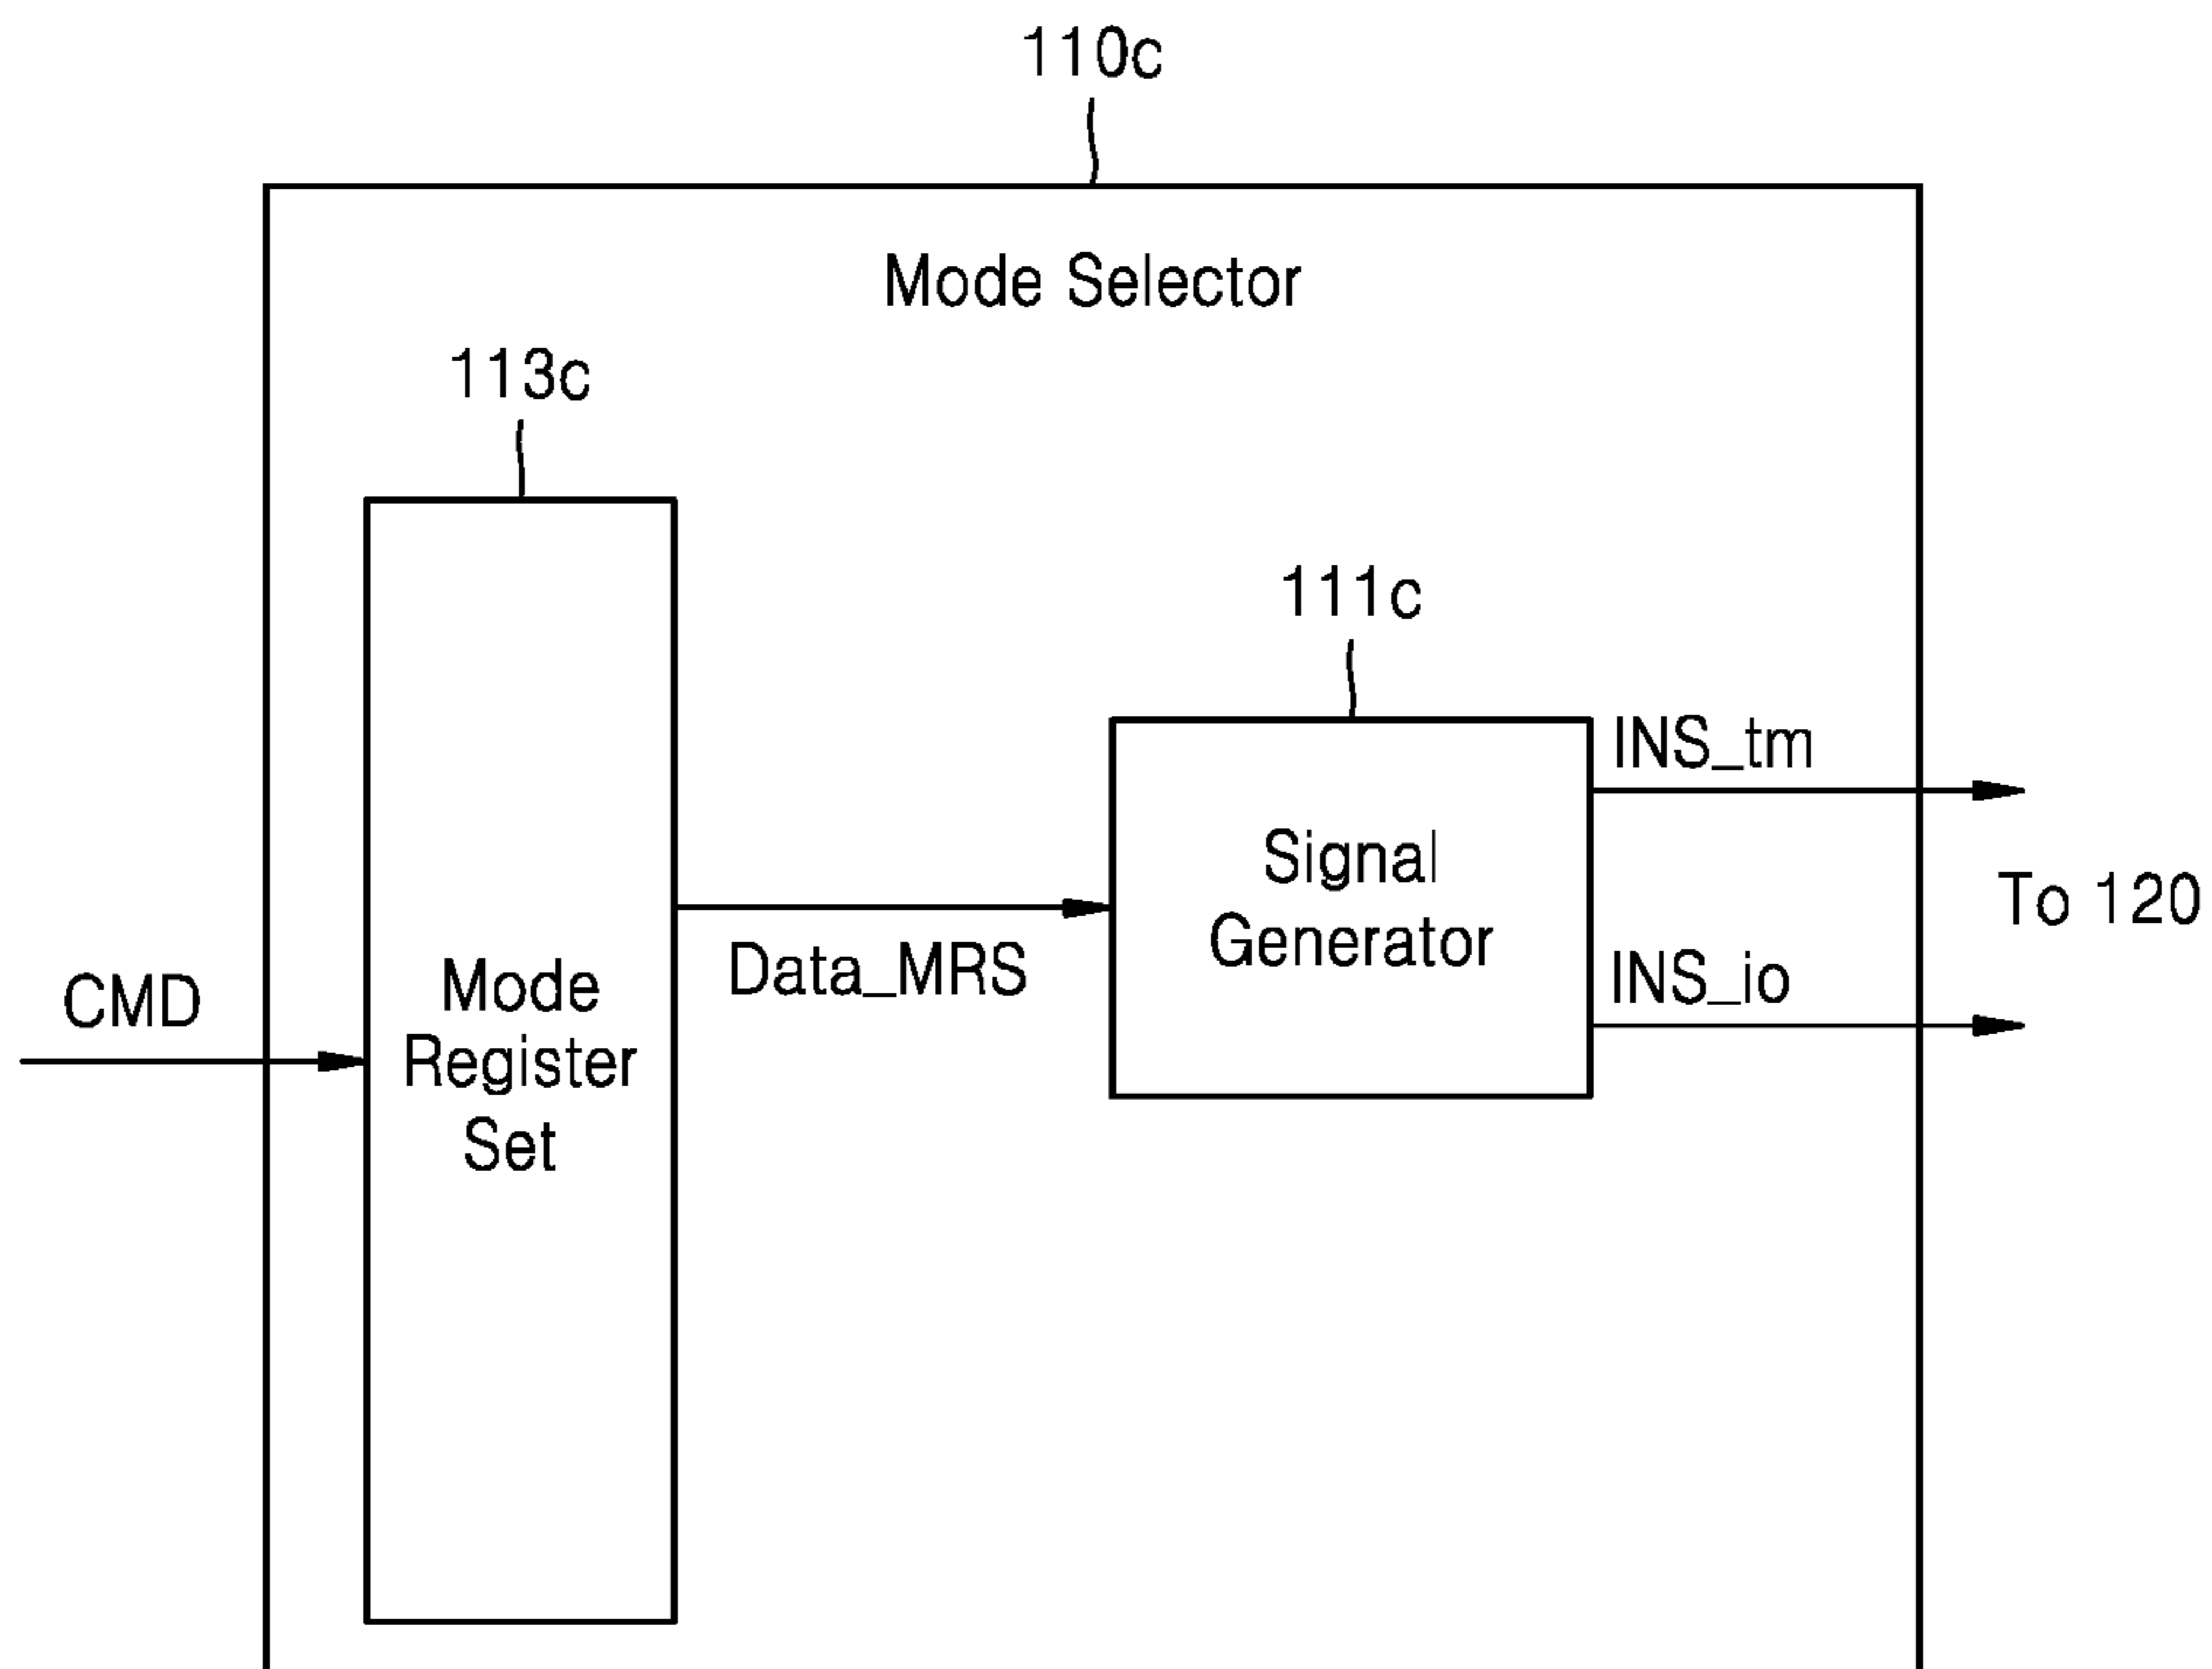 110c
Mode Selector
113c
111c
INS_tm
Signal
Generator
To 120
INS_io
Data_MRS
CMD
Mode
Register
Set